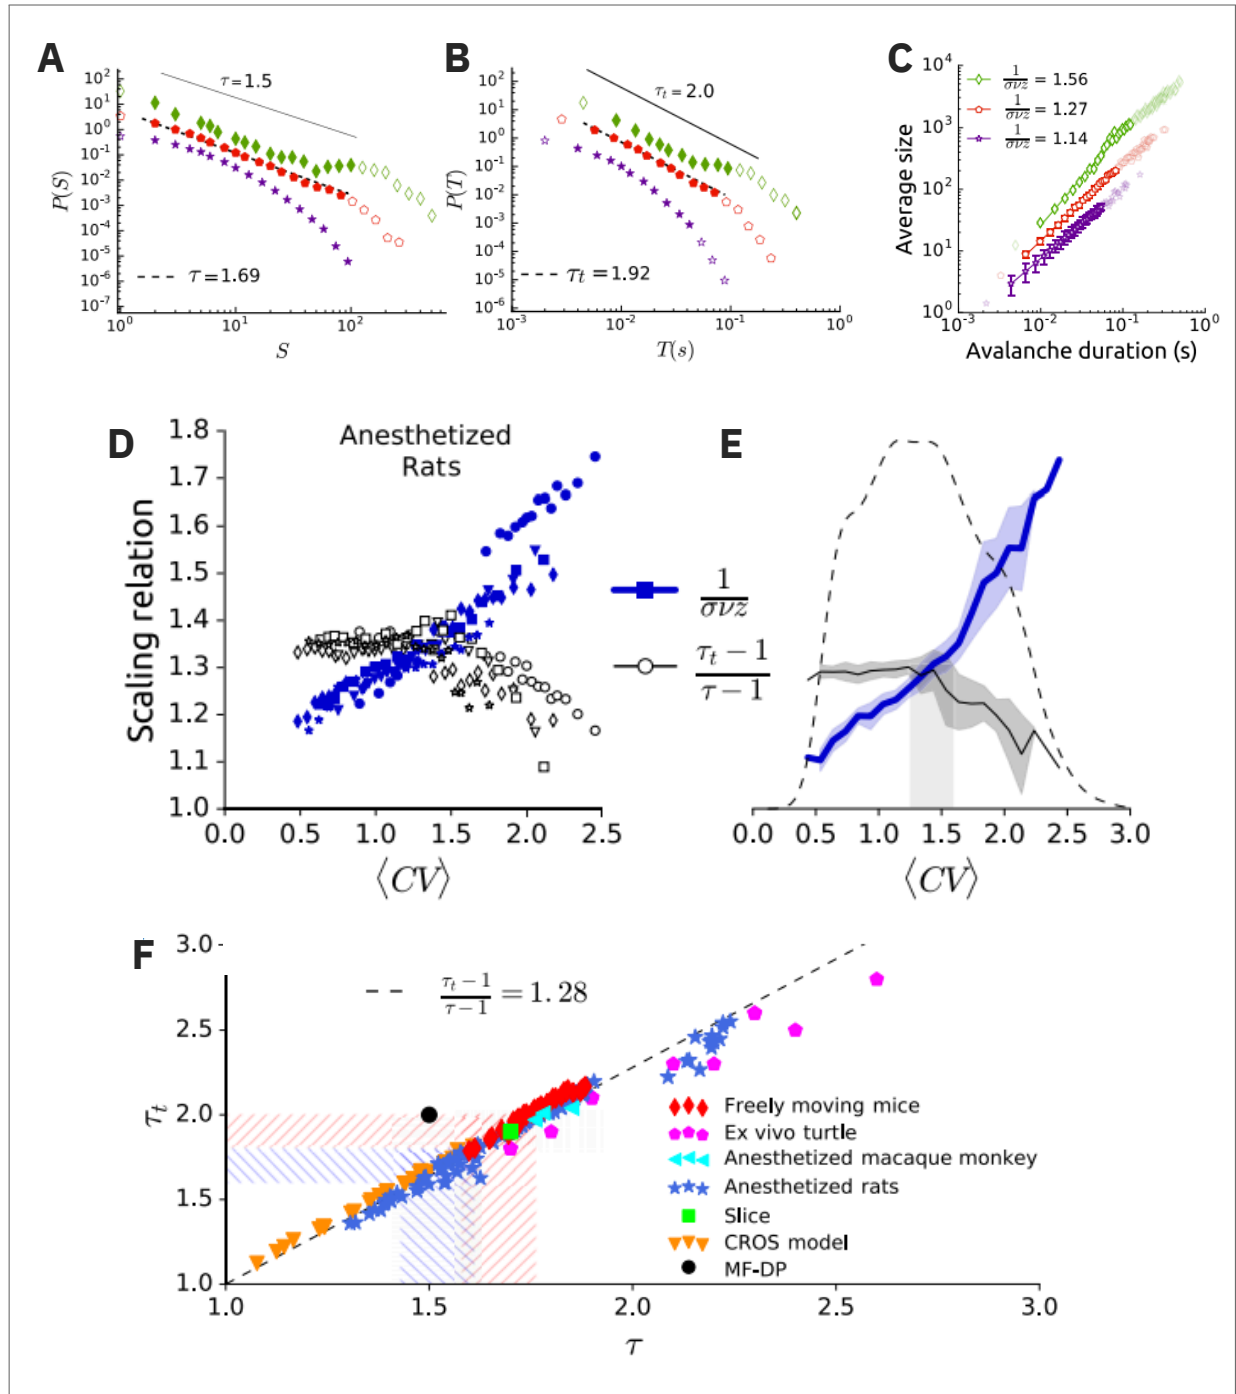 A
10²
10¹
10⁰
10⁻¹
10⁻²
10⁻³
10⁻⁴
10⁻⁵
10⁻⁶
10⁻⁷
P(S)
τ = 1.5
τ = 1.69
10⁰ 10¹ 10²
S
B
10²
10¹
10⁰
10⁻¹
10⁻²
10⁻³
10⁻⁴
10⁻⁵
10⁻⁶
P(T)
τ_t = 2.0
τ_t = 1.92
10⁻³ 10⁻² 10⁻¹ 10⁰
T(s)
C
10⁴
10³
10²
10¹
10⁰
Average size
1/σνz = 1.56
1/σνz = 1.27
1/σνz = 1.14
10⁻³ 10⁻² 10⁻¹ 10⁰
Avalanche duration (s)
D
Anesthetized
Rats
1.8
1.7
1.6
1.5
1.4
1.3
1.2
1.1
1.0
Scaling relation
0.0 0.5 1.0 1.5 2.0 2.5
⟨CV⟩
1/σνz
τ_t − 1/τ − 1
E
0.0 0.5 1.0 1.5 2.0 2.5 3.0
⟨CV⟩
F
3.0
2.5
2.0
1.5
1.0
τ_t
τ_t − 1/τ − 1 = 1.28
Freely moving mice
Ex vivo turtle
Anesthetized macaque monkey
Anesthetized rats
Slice
CROS model
MF-DP
1.0 1.5 2.0 2.5 3.0
τ